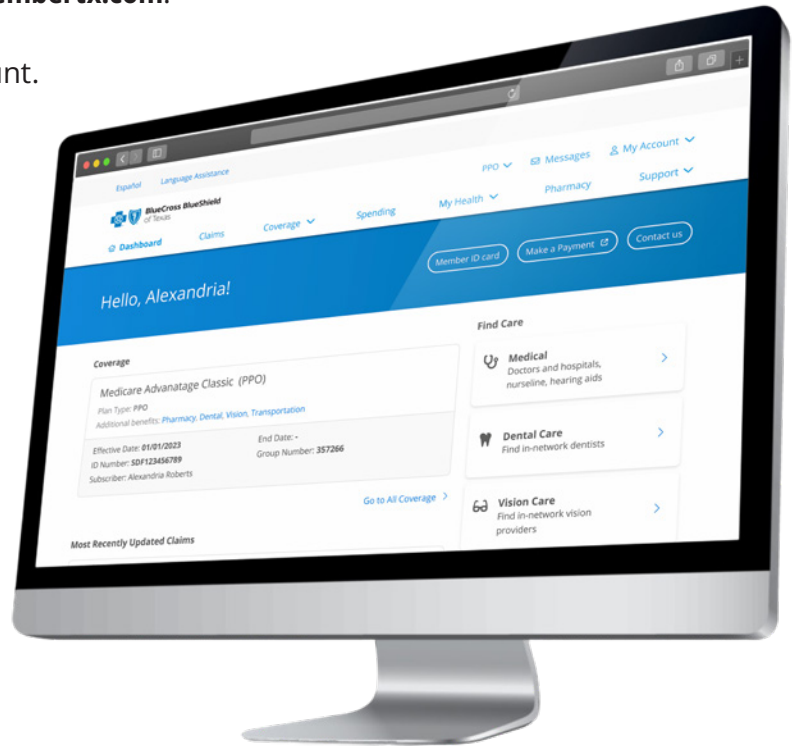 mbertx.com.
unt.
Español Language Assistance
PPO Messages My Account
BlueCross BlueShield
of Texas
Dashboard Claims Coverage Spending My Health Pharmacy Support
Hello, Alexandria!
Member ID card Make a Payment Contact us
Coverage
Medicare Advanatage Classic (PPO)
Plan Type: PPO
Additional benefits: Pharmacy, Dental, Vision, Transportation
Effective Date: 01/01/2023 End Date: -
ID Number: SDF123456789 Group Number: 357266
Subscriber: Alexandria Roberts
Go to All Coverage
Most Recently Updated Claims
Find Care
Medical
Doctors and hospitals,
nurseline, hearing aids
Dental Care
Find in-network dentists
Vision Care
Find in-network vision
providers